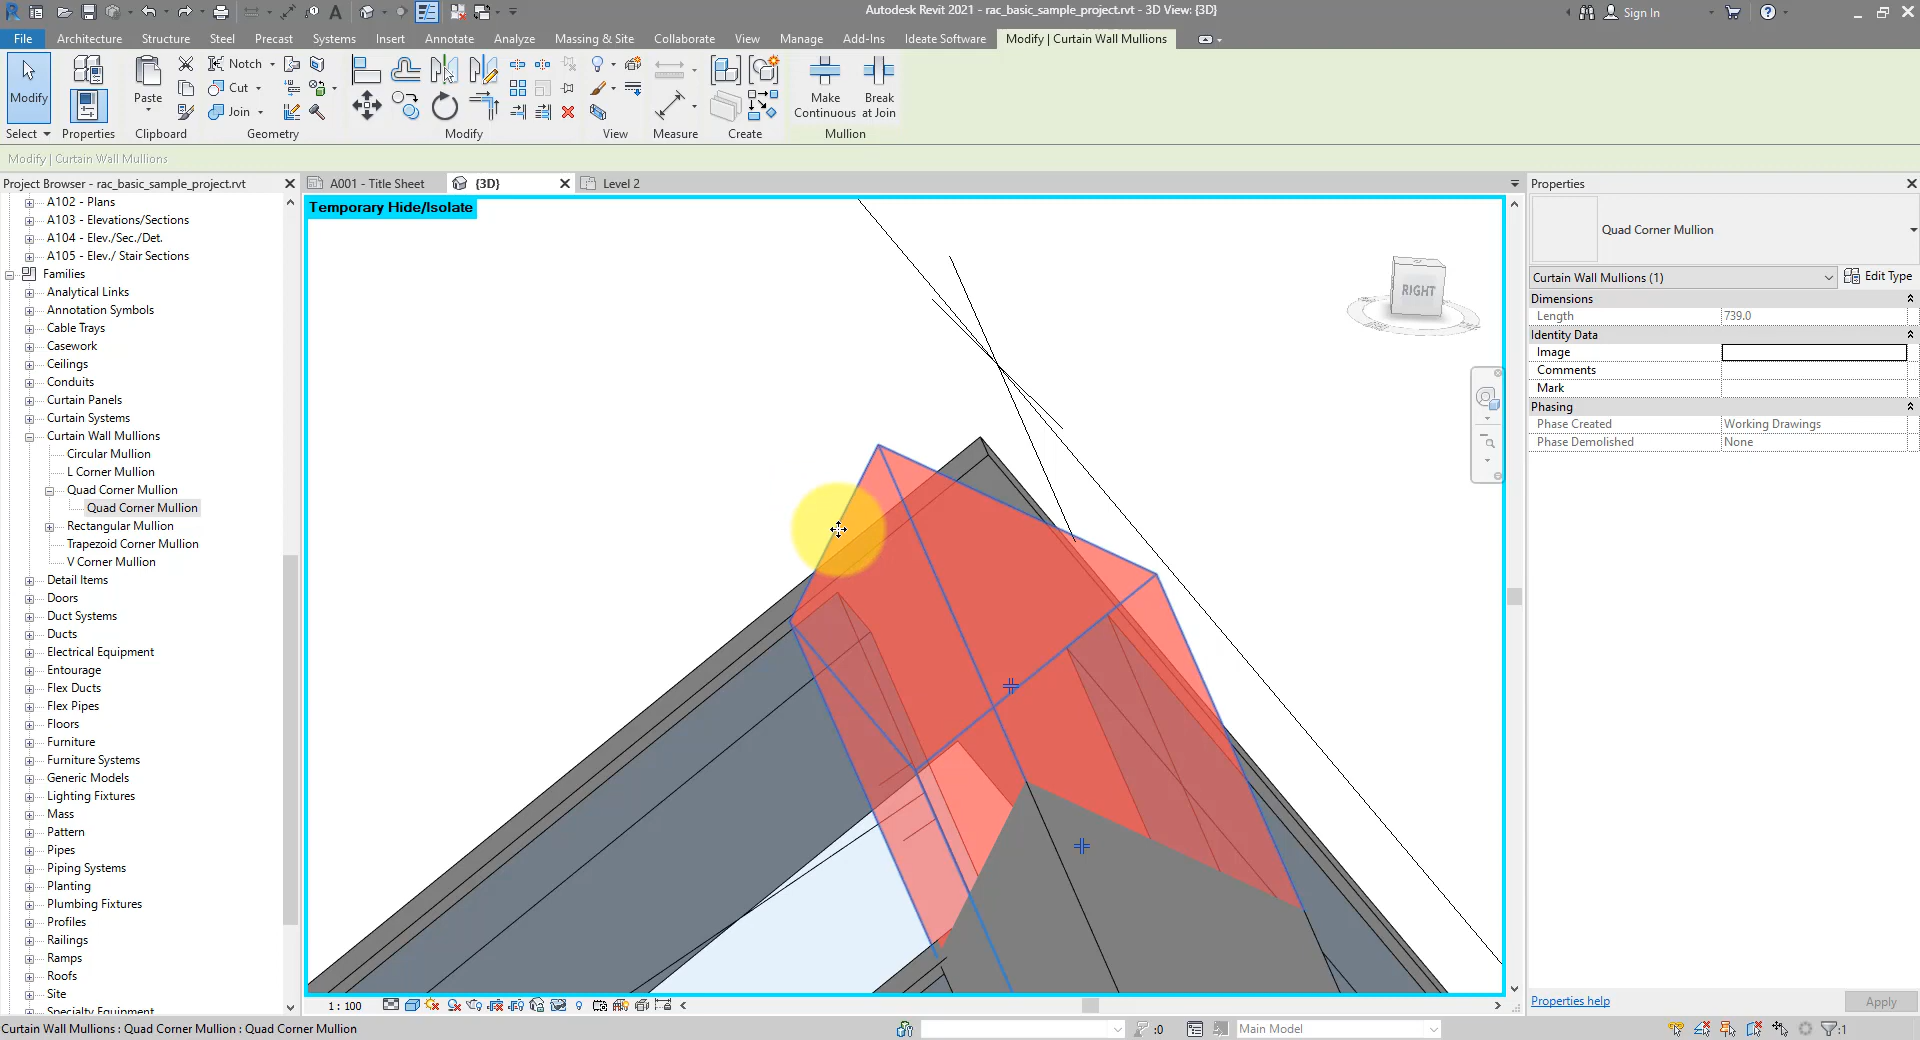 Autodesk Revit 2021 - rac_basic_sample_project.rvt - 3D View: {3D}
Sign In
File
Architecture
Structure
Steel
Precast
Systems
Insert
Annotate
Analyze
Massing & Site
Collaborate
View
Manage
Add-Ins
Ideate Software
Modify | Curtain Wall Mullions
Modify
Paste
Notch
Cut
Join
Make
Continuous
Break
at Join
Select
Properties
Clipboard
Geometry
Modify
View
Measure
Create
Mullion
Modify | Curtain Wall Mullions
Project Browser - rac_basic_sample_project.rvt
A102 - Plans
A103 - Elevations/Sections
A104 - Elev./Sec./Det.
A105 - Elev./ Stair Sections
Families
Analytical Links
Annotation Symbols
Cable Trays
Casework
Ceilings
Conduits
Curtain Panels
Curtain Systems
Curtain Wall Mullions
Circular Mullion
L Corner Mullion
Quad Corner Mullion
Quad Corner Mullion
Rectangular Mullion
Trapezoid Corner Mullion
V Corner Mullion
Detail Items
Doors
Duct Systems
Ducts
Electrical Equipment
Entourage
Flex Ducts
Flex Pipes
Floors
Furniture
Furniture Systems
Generic Models
Lighting Fixtures
Mass
Pattern
Pipes
Piping Systems
Planting
Plumbing Fixtures
Profiles
Railings
Ramps
Roofs
Site
Specialty Equipment
A001 - Title Sheet
{3D}
Level 2
Temporary Hide/Isolate
RIGHT
1 : 100
Properties
Quad Corner Mullion
Curtain Wall Mullions (1)
Edit Type
Dimensions
Length 739.0
Identity Data
Image
Comments
Mark
Phasing
Phase Created Working Drawings
Phase Demolished None
Properties help
Apply
Curtain Wall Mullions : Quad Corner Mullion : Quad Corner Mullion
:0
Main Model
:1